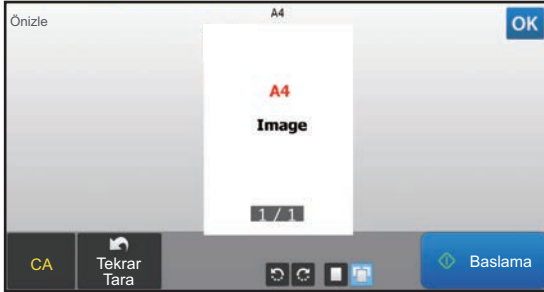 A4
Önizle
OK
A4
Image
1 / 1
CA
Tekrar
Tara
Baslama